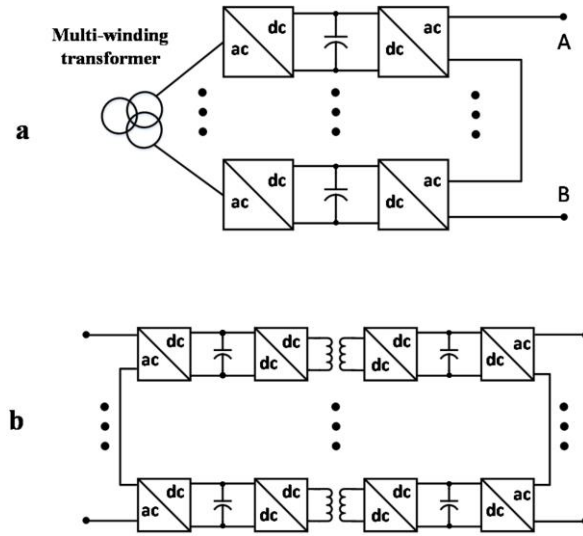 Multi-winding
transformer
dc ac
ac dc
A
a
dc ac
ac dc
B
dc dc dc ac
ac dc dc dc
b
dc dc dc ac
ac dc dc dc